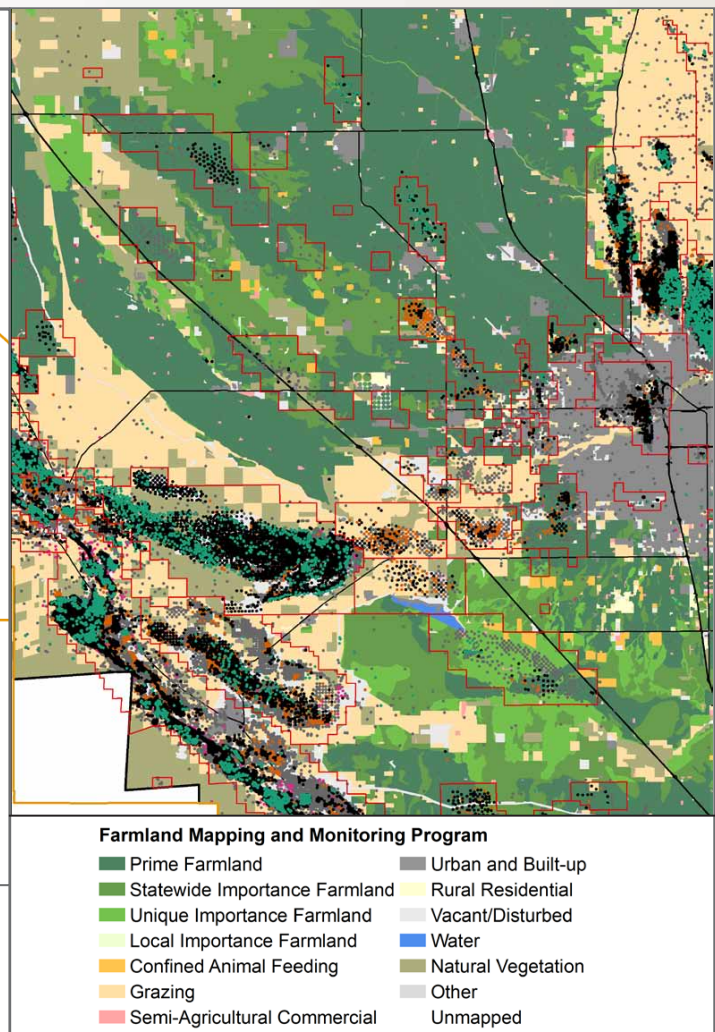 Farmland Mapping and Monitoring Program
Prime Farmland
Statewide Importance Farmland
Unique Importance Farmland
Local Importance Farmland
Confined Animal Feeding
Grazing
Semi-Agricultural Commercial
Urban and Built-up
Rural Residential
Vacant/Disturbed
Water
Natural Vegetation
Other
Unmapped